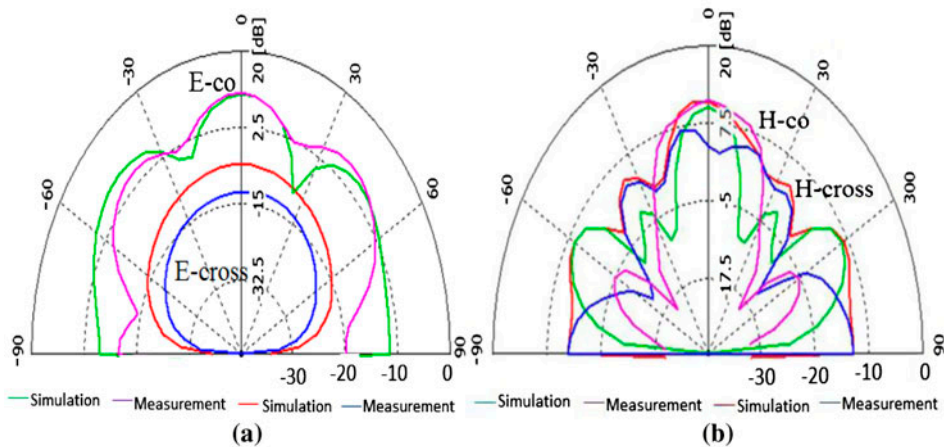 0
20 [dB]
-30
30
E-co
2.5
-60
60
-15
E-cross
-32.5
-90
90
-30 -20 -10 0
Simulation Measurement Simulation Measurement
(a)
0
20 [dB]
-30
30
7.5
H-co
H-cross
-60
300
-5
-17.5
-90
90
-30 -20 -10 0
Simulation Measurement Simulation Measurement
(b)